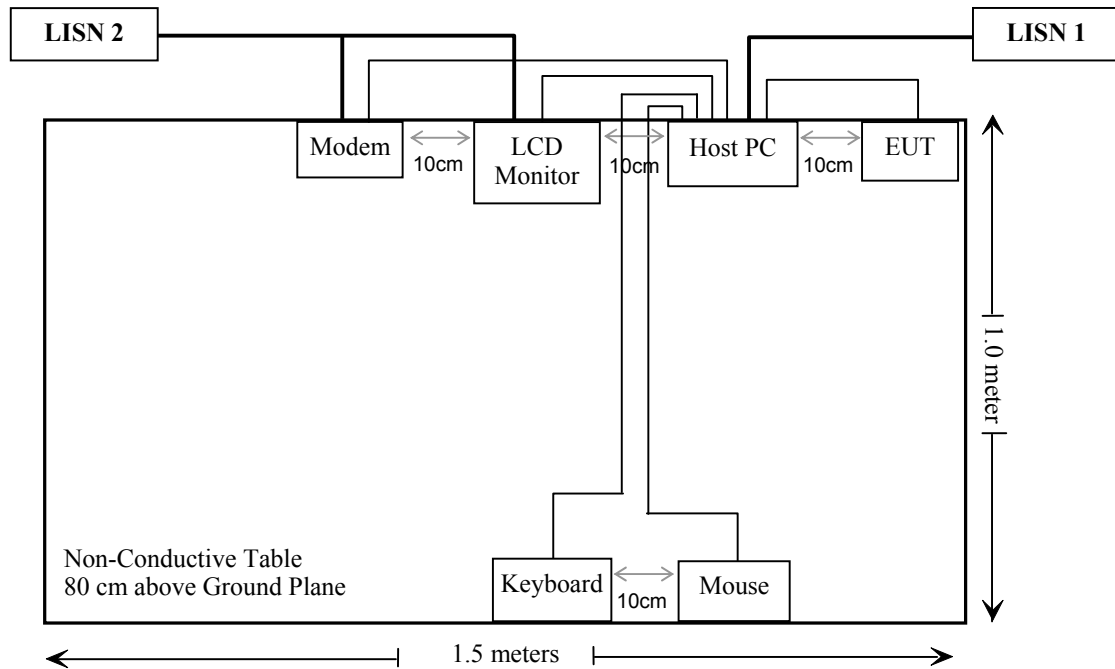 LISN 2
LISN 1
Modem
10cm
LCD
Monitor
10cm
Host PC
10cm
EUT
1.0 meter
Non-Conductive Table
80 cm above Ground Plane
Keyboard
10cm
Mouse
1.5 meters